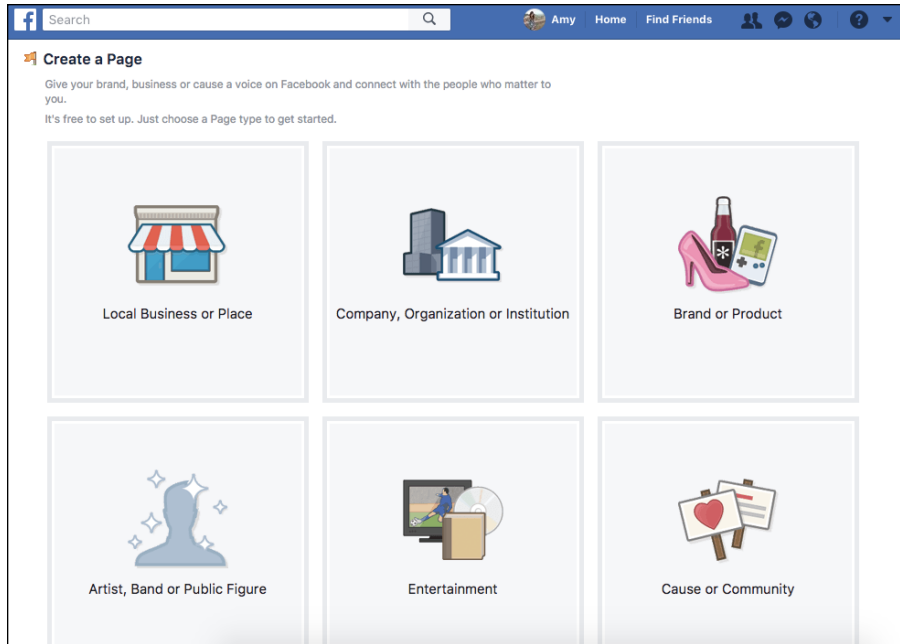 f Search Amy Home Find Friends ?
Create a Page
Give your brand, business or cause a voice on Facebook and connect with the people who matter to
you.
It's free to set up. Just choose a Page type to get started.
Local Business or Place Company, Organization or Institution Brand or Product
Artist, Band or Public Figure Entertainment Cause or Community